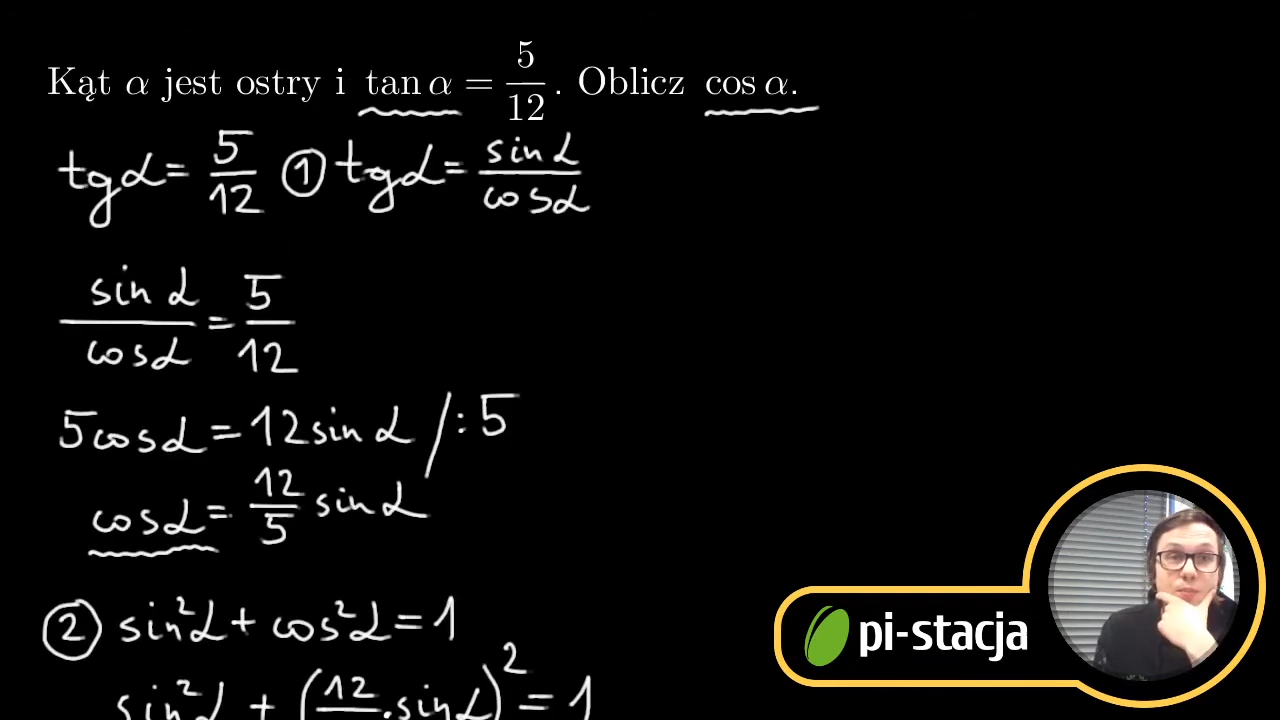 Kąt α jest ostry i tan α = 5/12. Oblicz cos α.
tgα = 5/12 ① tgα = sinα/cosα
sinα/cosα = 5/12
5cosα = 12sinα /:5
cosα = 12/5 sinα
② sin²α + cos²α = 1
sin²α + (12/ · sinα)² = 1
pi-stacja